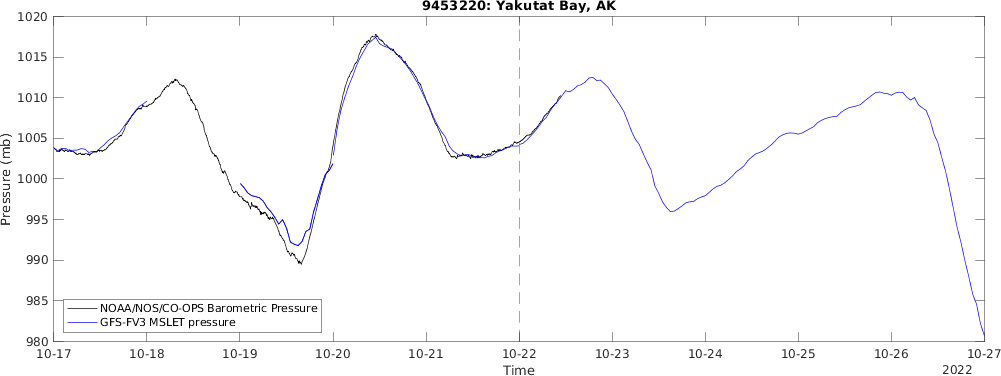 9453220: Yakutat Bay, AK
Pressure (mb)
1020
1015
1010
1005
1000
995
990
985
980
NOAA/NOS/CO-OPS Barometric Pressure
GFS-FV3 MSLET pressure
10-17 10-18 10-19 10-20 10-21 10-22 10-23 10-24 10-25 10-26 10-27
Time
2022